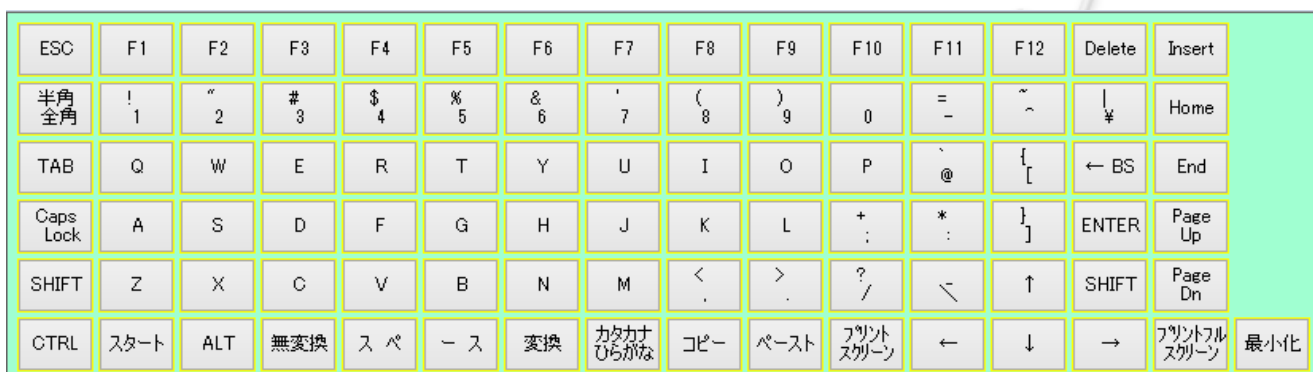 ESC F1 F2 F3 F4 F5 F6 F7 F8 F9 F10 F11 F12 Delete Insert
半角 全角 ! 1 " 2 # 3 $ 4 % 5 & 6 ' 7 ( 8 ) 9 0 = - ~ ^ | ¥ Home
TAB Q W E R T Y U I O P ` @ { [ ← BS End
Caps Lock A S D F G H J K L + ; * : } ] ENTER Page Up
SHIFT Z X C V B N M < , > . ? / _ \ ↑ SHIFT Page Dn
CTRL スタート ALT 無変換 スペ ース 変換 カタカナ ひらがな コピー ペースト プリント スクリーン ← ↓ → プリントフル スクリーン 最小化